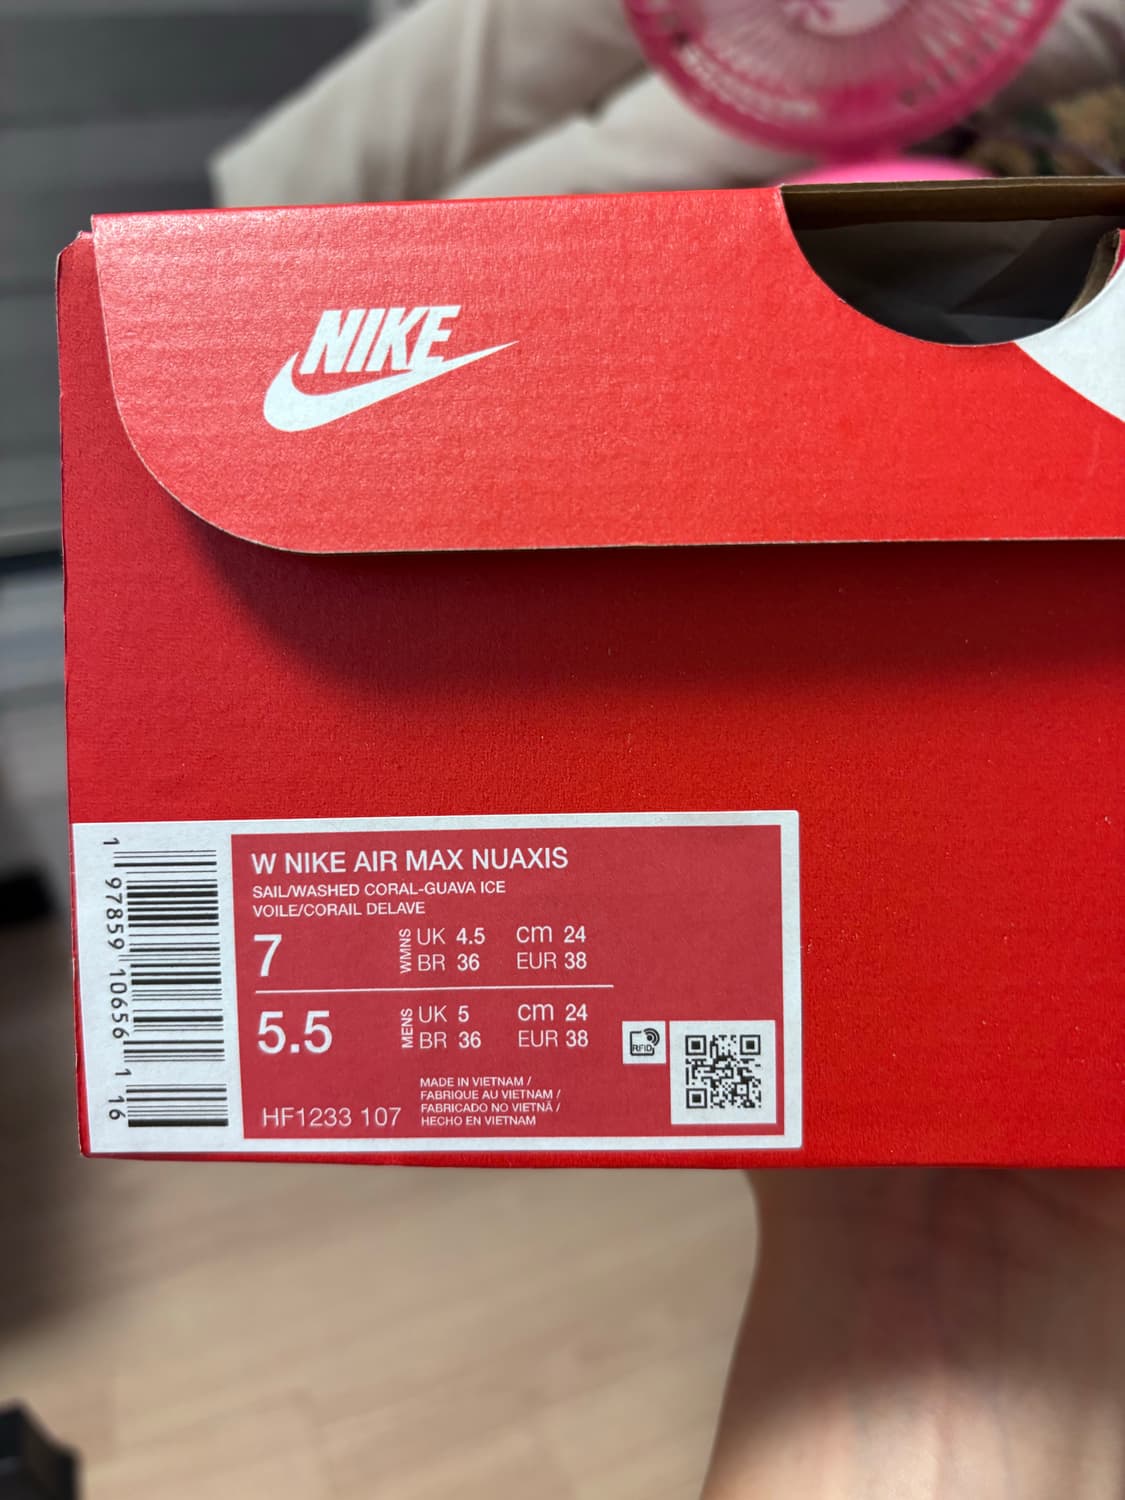 NIKE
W NIKE AIR MAX NUAXIS
SAIL/WASHED CORAL-GUAVA ICE
VOILE/CORAIL DELAVE
7 WMNS UK 4.5 cm 24
BR 36 EUR 38
5.5 MENS UK 5 cm 24
BR 36 EUR 38
MADE IN VIETNAM /
FABRIQUE AU VIETNAM /
FABRICADO NO VIETNÃ /
HECHO EN VIETNAM
HF1233 107
RFID
1 97859 10656 1 16